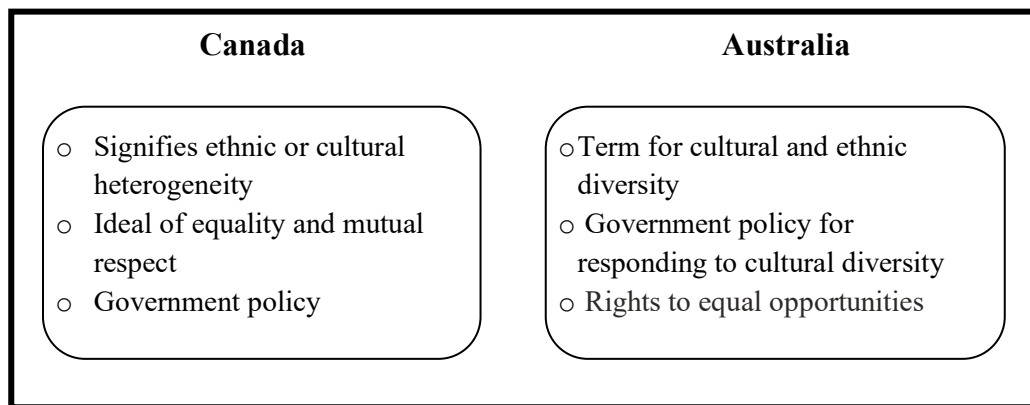 Canada
○ Signifies ethnic or cultural
heterogeneity
○ Ideal of equality and mutual
respect
○ Government policy
Australia
○ Term for cultural and ethnic
diversity
○ Government policy for
responding to cultural diversity
○ Rights to equal opportunities